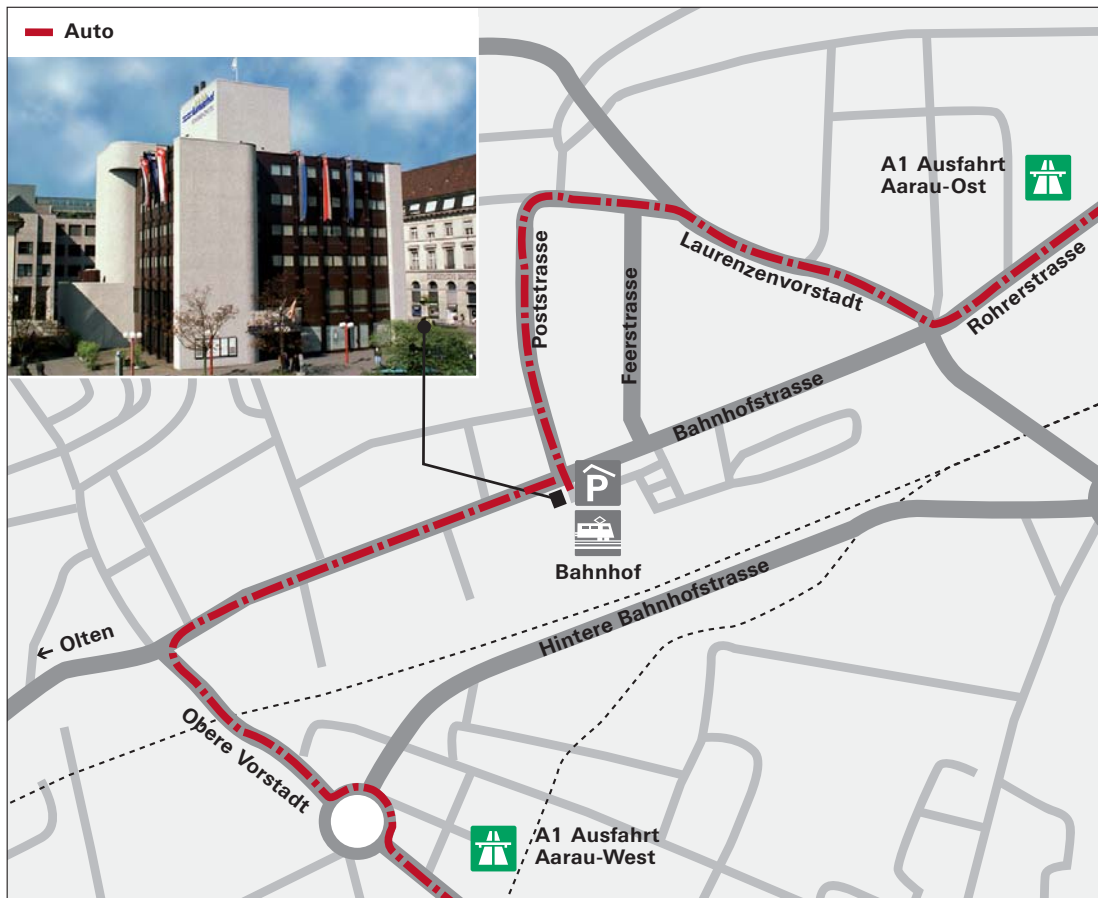 Auto
A1 Ausfahrt
Aarau-Ost
Laurenzenvorstadt
Rohrerstrasse
Poststrasse
Feerstrasse
Bahnhofstrasse
P
Bahnhof
Hintere Bahnhofstrasse
← Olten
Obere Vorstadt
A1 Ausfahrt
Aarau-West